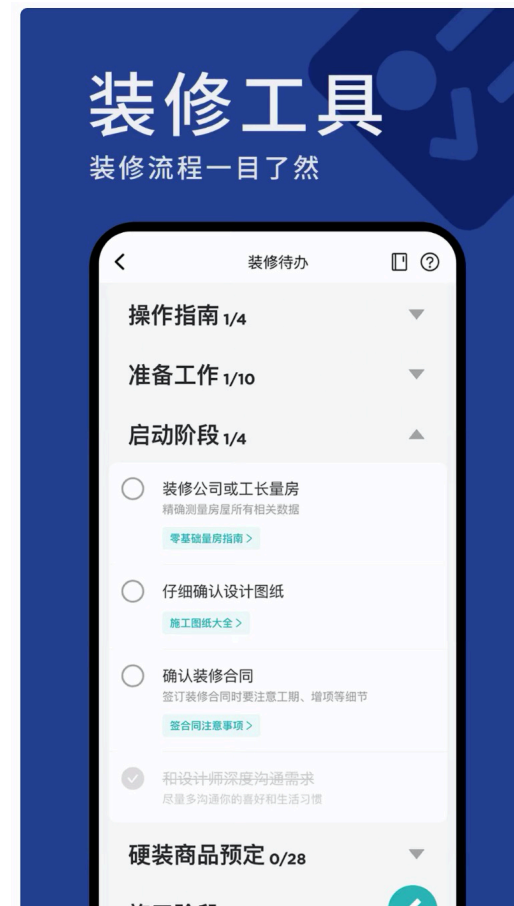 装修工具
装修流程一目了然
装修待办
操作指南 1/4
准备工作 1/10
启动阶段 1/4
装修公司或工长量房
精确测量房屋所有相关数据
零基础量房指南 >
仔细确认设计图纸
施工图纸大全 >
确认装修合同
签订装修合同时要注意工期、增项等细节
签合同注意事项 >
和设计师深度沟通需求
尽量多沟通你的喜好和生活习惯
硬装商品预定 0/28